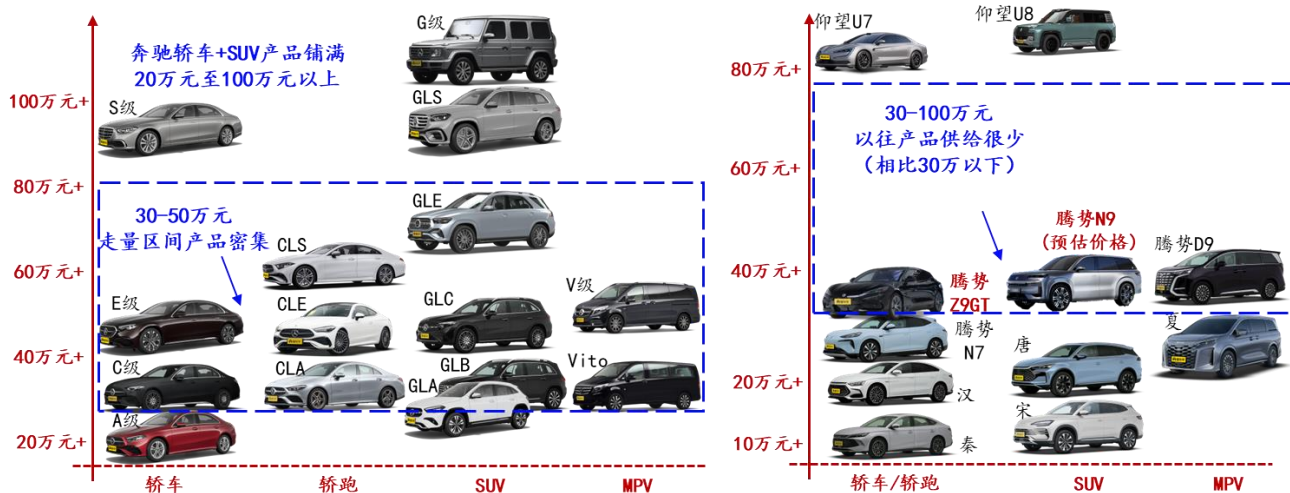 奔驰轿车+SUV产品铺满
20万元至100万元以上
G级
100万元+
S级
GLS
80万元+
30-50万元
走量区间产品密集
GLE
CLS
60万元+
E级
CLE
GLC
V级
40万元+
C级
CLA
GLB
GLA
Vito
A级
20万元+
轿车
轿跑
SUV
MPV
仰望U7
仰望U8
80万元+
30-100万元
以往产品供给很少
（相比30万以下）
60万元+
腾势N9
(预估价格)
腾势D9
40万元+
腾势
Z9GT
腾势
N7
唐
夏
20万元+
汉
宋
10万元+
秦
轿车/轿跑
SUV
MPV